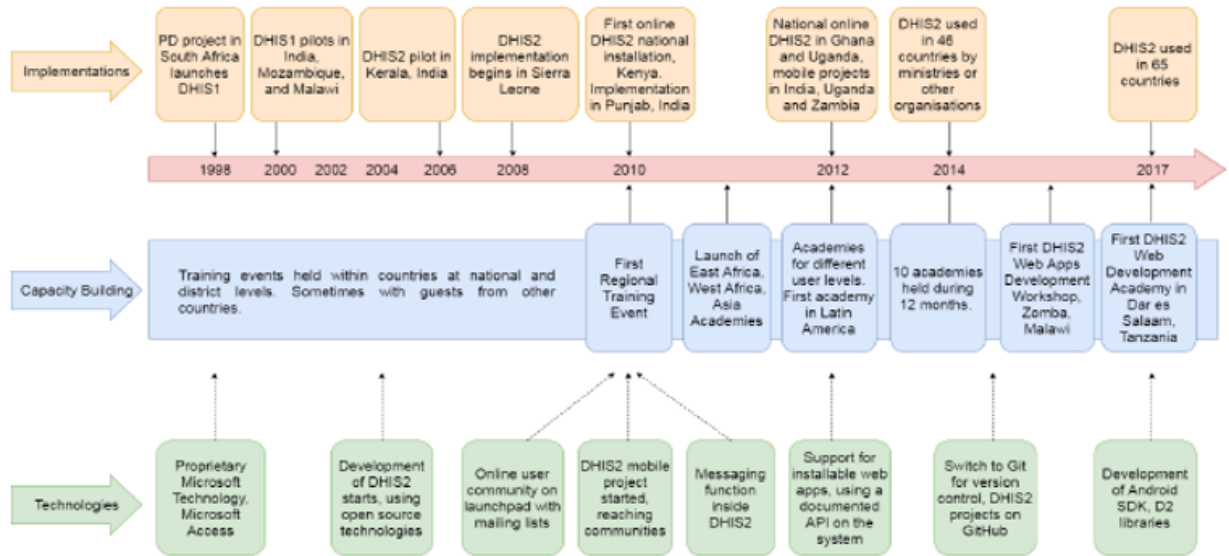 Implementations
PD project in
South Africa
launches
DHIS1
DHIS1 pilots in
India,
Mozambique,
and Malawi
DHIS2 pilot in
Kerala, India
DHIS2
implementation
begins in Sierra
Leone
First online
DHIS2 national
installation,
Kenya.
Implementation
in Punjab, India
National online
DHIS2 in Ghana
and Uganda,
mobile projects
in India, Uganda
and Zambia
DHIS2 used
in 46
countries by
ministries or
other
organisations
DHIS2 used
in 65
countries
1998 2000 2002 2004 2006 2008 2010 2012 2014 2017
Capacity Building
Training events held within countries at national and
district levels. Sometimes with guests from other
countries.
First
Regional
Training
Event
Launch of
East Africa,
West Africa,
Asia
Academies
Academies
for different
user levels.
First academy
in Latin
America
10 academies
held during
12 months.
First DHIS2
Web Apps
Development
Workshop,
Zomba,
Malawi
First DHIS2
Web
Development
Academy in
Dar es
Salaam,
Tanzania
Technologies
Proprietary
Microsoft
Technology,
Microsoft
Access
Development
of DHIS2
starts, using
open source
technologies
Online user
community on
launchpad with
mailing lists
DHIS2 mobile
project
started,
reaching
communities
Messaging
function
inside
DHIS2
Support for
installable web
apps, using a
documented
API on the
system
Switch to Git
for version
control, DHIS2
projects on
GitHub
Development
of Android
SDK, D2
libraries